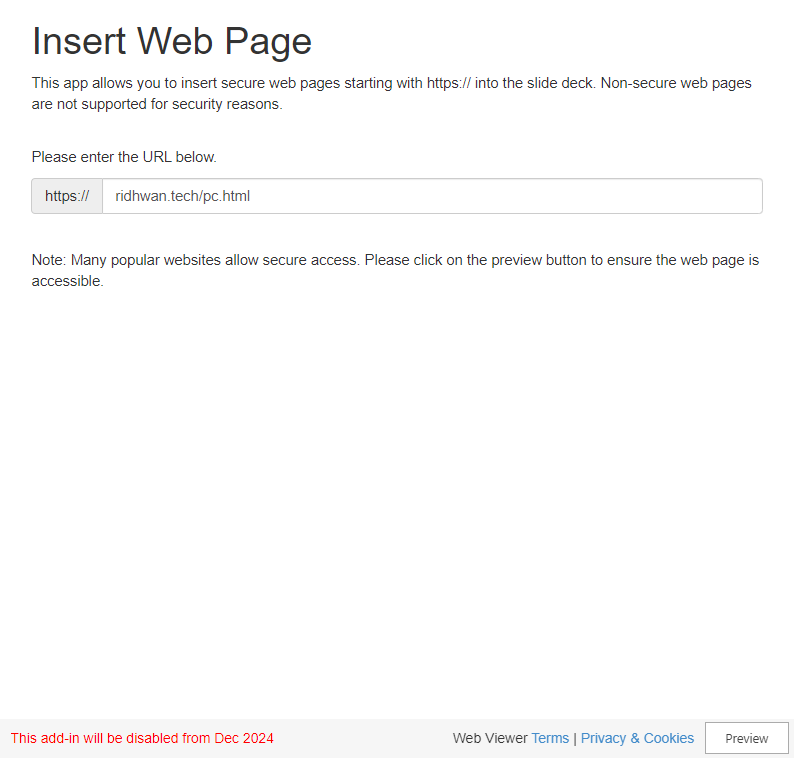 Insert Web Page
This app allows you to insert secure web pages starting with https:// into the slide deck. Non-secure web pages
are not supported for security reasons.
Please enter the URL below.
https:// ridhwan.tech/pc.html
Note: Many popular websites allow secure access. Please click on the preview button to ensure the web page is
accessible.
This add-in will be disabled from Dec 2024 Web Viewer Terms | Privacy & Cookies Preview